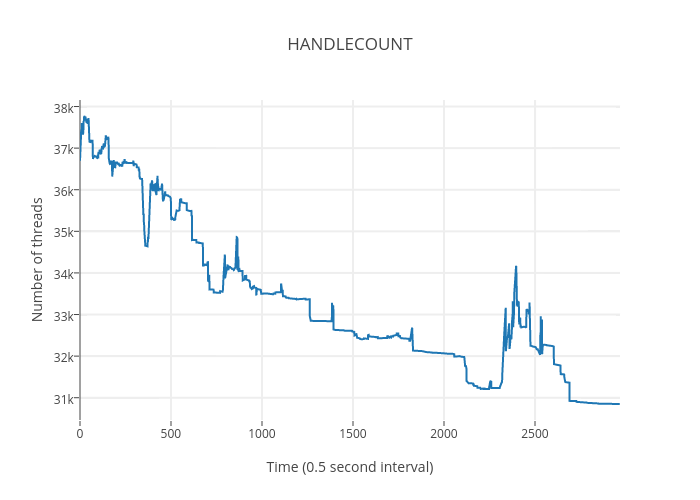 HANDLECOUNT
38k
37k
36k
35k
34k
33k
32k
31k
Number of threads
0 500 1000 1500 2000 2500
Time (0.5 second interval)